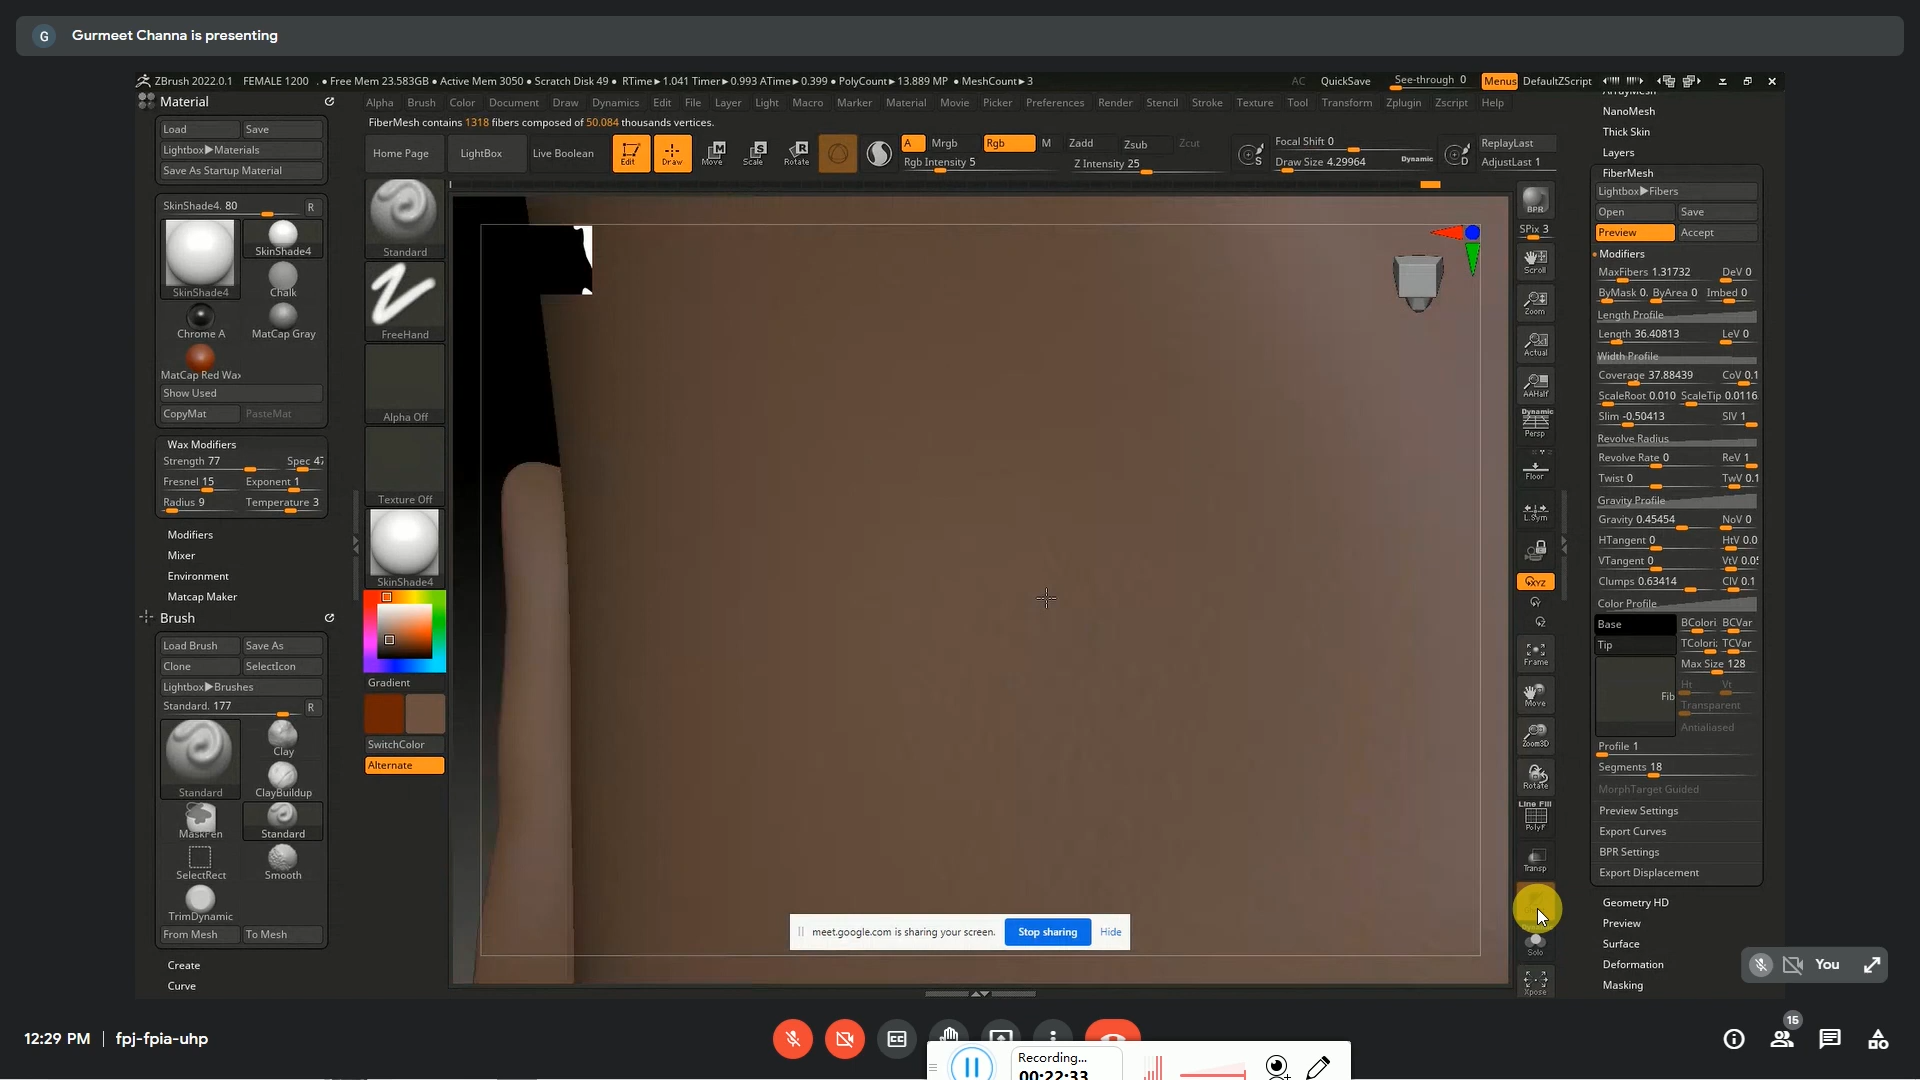 G Gurmeet Channa is presenting
ZBrush 2022.0.1 FEMALE 1200 . • Free Mem 23.583GB • Active Mem 3050 • Scratch Disk 49 • RTime►1.041 Timer►0.993 ATime►0.399 • PolyCount►13.889 MP • MeshCount►3
AC QuickSave See-through 0 Menus DefaultZScript
Material
Alpha Brush Color Document Draw Dynamics Edit File Layer Light Macro Marker Material Movie Picker Preferences Render Stencil Stroke Texture Tool Transform Zplugin Zscript Help
FiberMesh contains 1318 fibers composed of 50.084 thousands vertices.
Home Page LightBox Live Boolean Edit Draw Move Scale Rotate
A Mrgb Rgb M Zadd Zsub Zcut
Rgb Intensity 5 Z Intensity 25
Focal Shift 0
Draw Size 4.29964 Dynamic
S D
ReplayLast
AdjustLast 1
Load Save
Lightbox►Materials
Save As Startup Material
SkinShade4. 80 R
SkinShade4 SkinShade4
Chalk
Chrome A MatCap Gray
MatCap Red Wax
Show Used
CopyMat PasteMat
Wax Modifiers
Strength 77 Spec 47
Fresnel 15 Exponent 1
Radius 9 Temperature 3
Modifiers
Mixer
Environment
Matcap Maker
Brush
Load Brush Save As
Clone SelectIcon
Lightbox►Brushes
Standard. 177 R
Clay
Standard ClayBuildup
MaskPen Standard
SelectRect Smooth
TrimDynamic
From Mesh To Mesh
Create
Curve
Standard
FreeHand
Alpha Off
Texture Off
SkinShade4
Gradient
SwitchColor
Alternate
BPR
SPix 3
Scroll
Zoom
Actual
AAHalf
Dynamic
Persp
Floor
L.Sym
XYZ
Frame
Move
Zoom3D
Rotate
Line Fill
PolyF
Transp
Solo
Xpose
NanoMesh
Thick Skin
Layers
FiberMesh
Lightbox►Fibers
Open Save
Preview Accept
Modifiers
MaxFibers 1.31732 DeV 0
ByMask 0. ByArea 0 Imbed 0
Length Profile
Length 36.40813 LeV 0
Width Profile
Coverage 37.88439 CoV 0.1
ScaleRoot 0.010 ScaleTip 0.0116
Slim -0.50413 SlV 1
Revolve Radius
Revolve Rate 0 ReV 1
Twist 0 TwV 0.1
Gravity Profile
Gravity 0.45454 NoV 0
HTangent 0 HtV 0.0
VTangent 0 VtV 0.05
Clumps 0.63414 ClV 0.1
Color Profile
Base BColori BCVar
Tip TColori: TCVar
Max Size 128
Ht Vt
Fib Transparent
Antialiased
Profile 1
Segments 18
MorphTarget Guided
Preview Settings
Export Curves
BPR Settings
Export Displacement
Geometry HD
Preview
Surface
Deformation
Masking
meet.google.com is sharing your screen. Stop sharing Hide
You
12:29 PM | fpj-fpia-uhp
15
Recording...
00:22:33